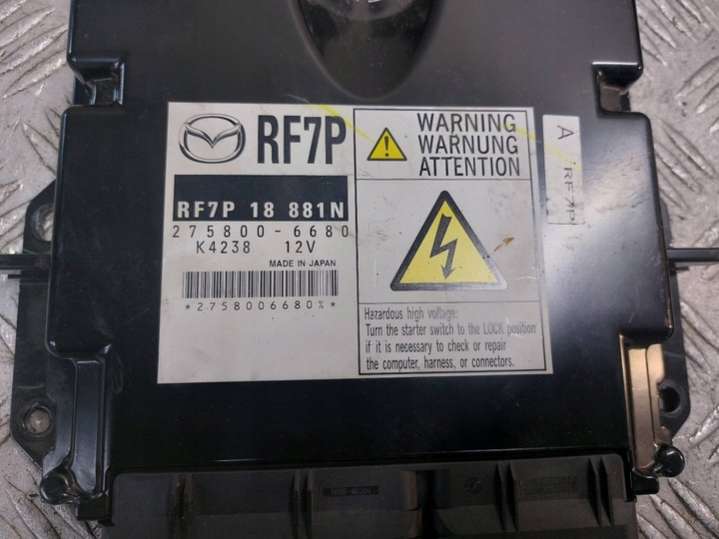 RF7P
RF7P 18 881N
275800-6680
K4238 12V
MADE IN JAPAN
*2758006680%*
WARNING
WARNUNG
ATTENTION
Hazardous high voltage:
Turn the starter switch to the LOCK position
if it is necessary to check or repair
the computer, harness, or connectors.
A
RF7P